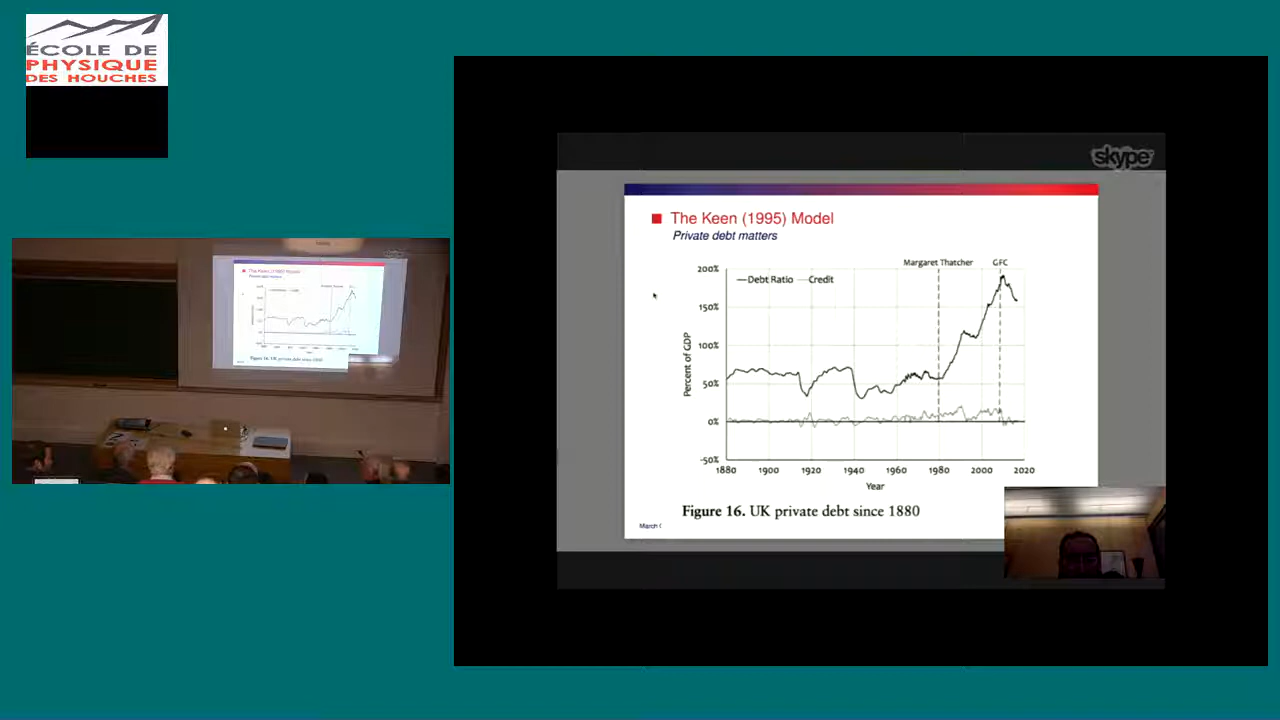 ÉCOLE DE
PHYSIQUE
DES HOUCHES
skype
The Keen (1995) Model
Private debt matters
Margaret Thatcher GFC
Debt Ratio Credit
200%
150%
100%
50%
0%
-50%
Percent of GDP
1880 1900 1920 1940 1960 1980 2000 2020
Year
Figure 16. UK private debt since 1880
March